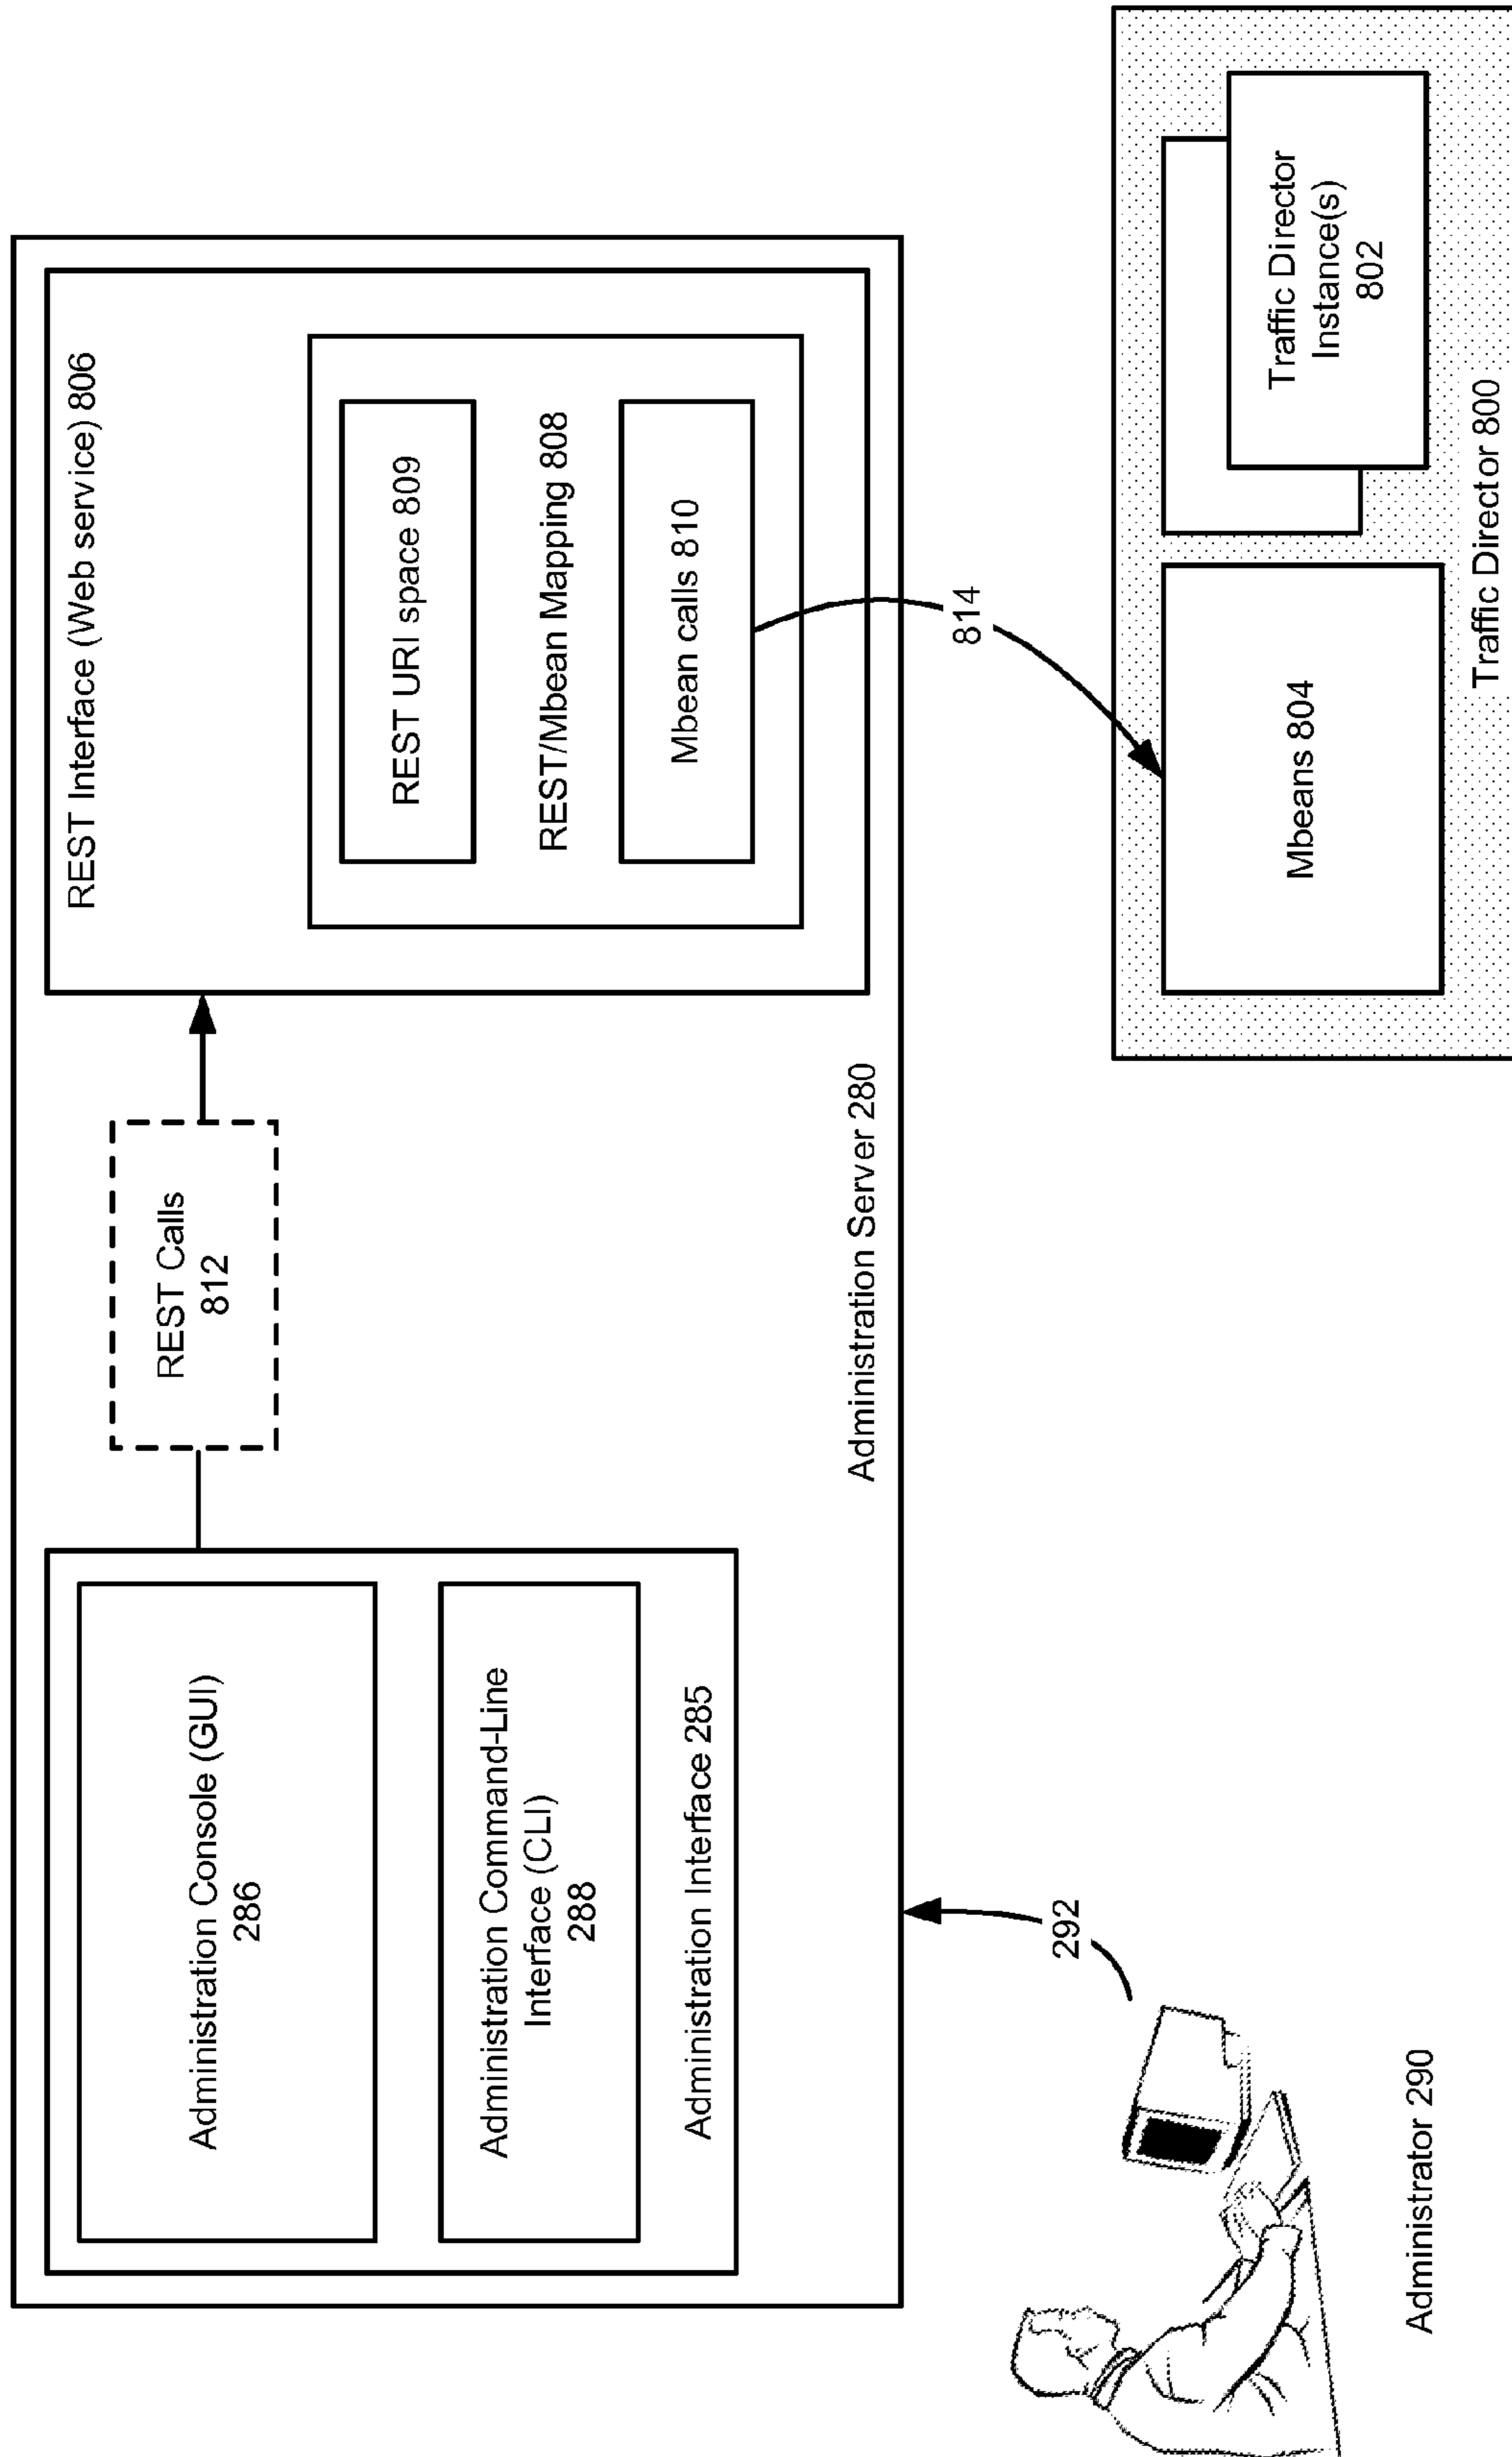 Administration Console (GUI)
286
Administration Command-Line
Interface (CLI)
288
Administration Interface 285
REST Calls
812
REST Interface (Web service) 806
REST URI space 809
REST/Mbean Mapping 808
Mbean calls 810
Administration Server 280
292
814
Administrator 290
Mbeans 804
Traffic Director
Instance(s)
802
Traffic Director 800